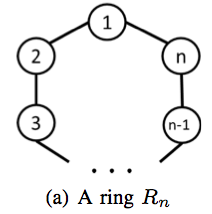 1
2
n
3
n-1
. . .
(a) A ring Rn